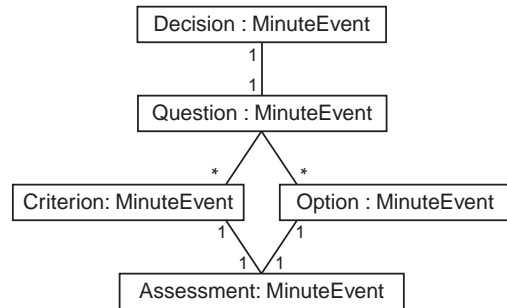 Decision : MinuteEvent
1
1
Question : MinuteEvent
* *
Criterion: MinuteEvent Option : MinuteEvent
1 1
1 1
Assessment: MinuteEvent